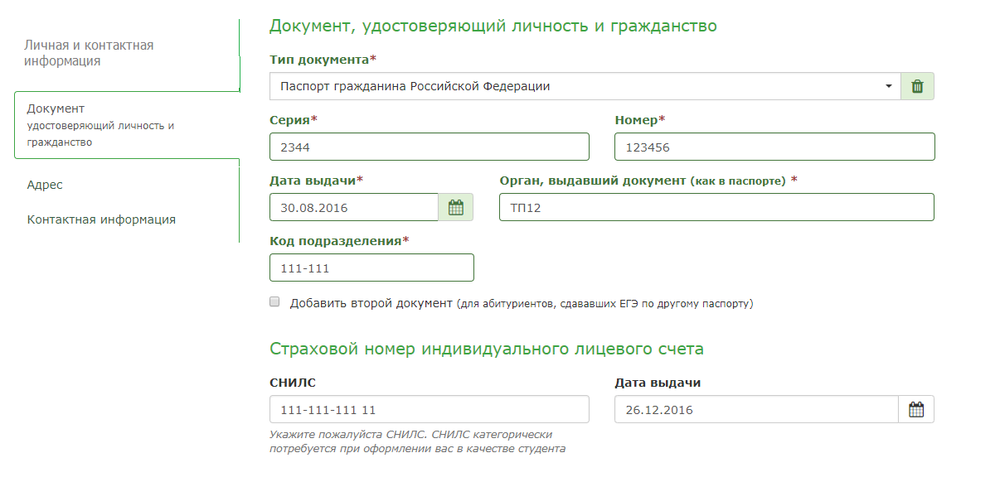 Личная и контактная
информация
Документ
удостоверяющий личность и
гражданство
Адрес
Контактная информация
Документ, удостоверяющий личность и гражданство
Тип документа*
Паспорт гражданина Российской Федерации
Серия* Номер*
2344 123456
Дата выдачи* Орган, выдавший документ (как в паспорте) *
30.08.2016 ТП12
Код подразделения*
111-111
Добавить второй документ (для абитуриентов, сдававших ЕГЭ по другому паспорту)
Страховой номер индивидуального лицевого счета
СНИЛС Дата выдачи
111-111-111 11 26.12.2016
Укажите пожалуйста СНИЛС. СНИЛС категорически
потребуется при оформлении вас в качестве студента